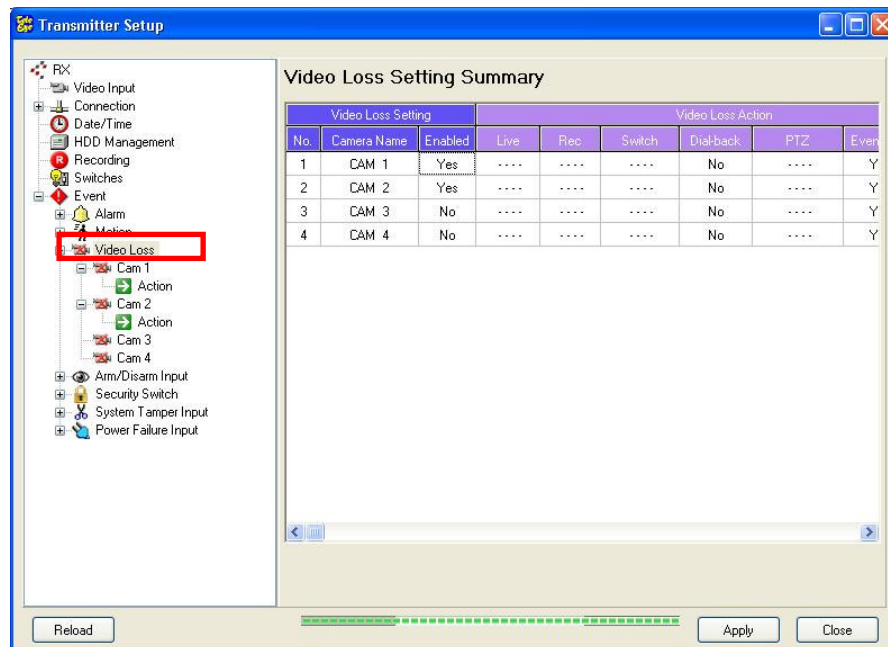 Transmitter Setup
RX
Video Input
Connection
Date/Time
HDD Management
Recording
Switches
Event
Alarm
Motion
Video Loss
Cam 1
Action
Cam 2
Action
Cam 3
Cam 4
Arm/Disarm Input
Security Switch
System Tamper Input
Power Failure Input
Video Loss Setting Summary
Video Loss Setting Video Loss Action
No. Camera Name Enabled Live Rec Switch Dial-back PTZ Even
1 CAM 1 Yes ---- ---- ---- No ---- Y
2 CAM 2 Yes ---- ---- ---- No ---- Y
3 CAM 3 No ---- ---- ---- No ---- Y
4 CAM 4 No ---- ---- ---- No ---- Y
Reload Apply Close